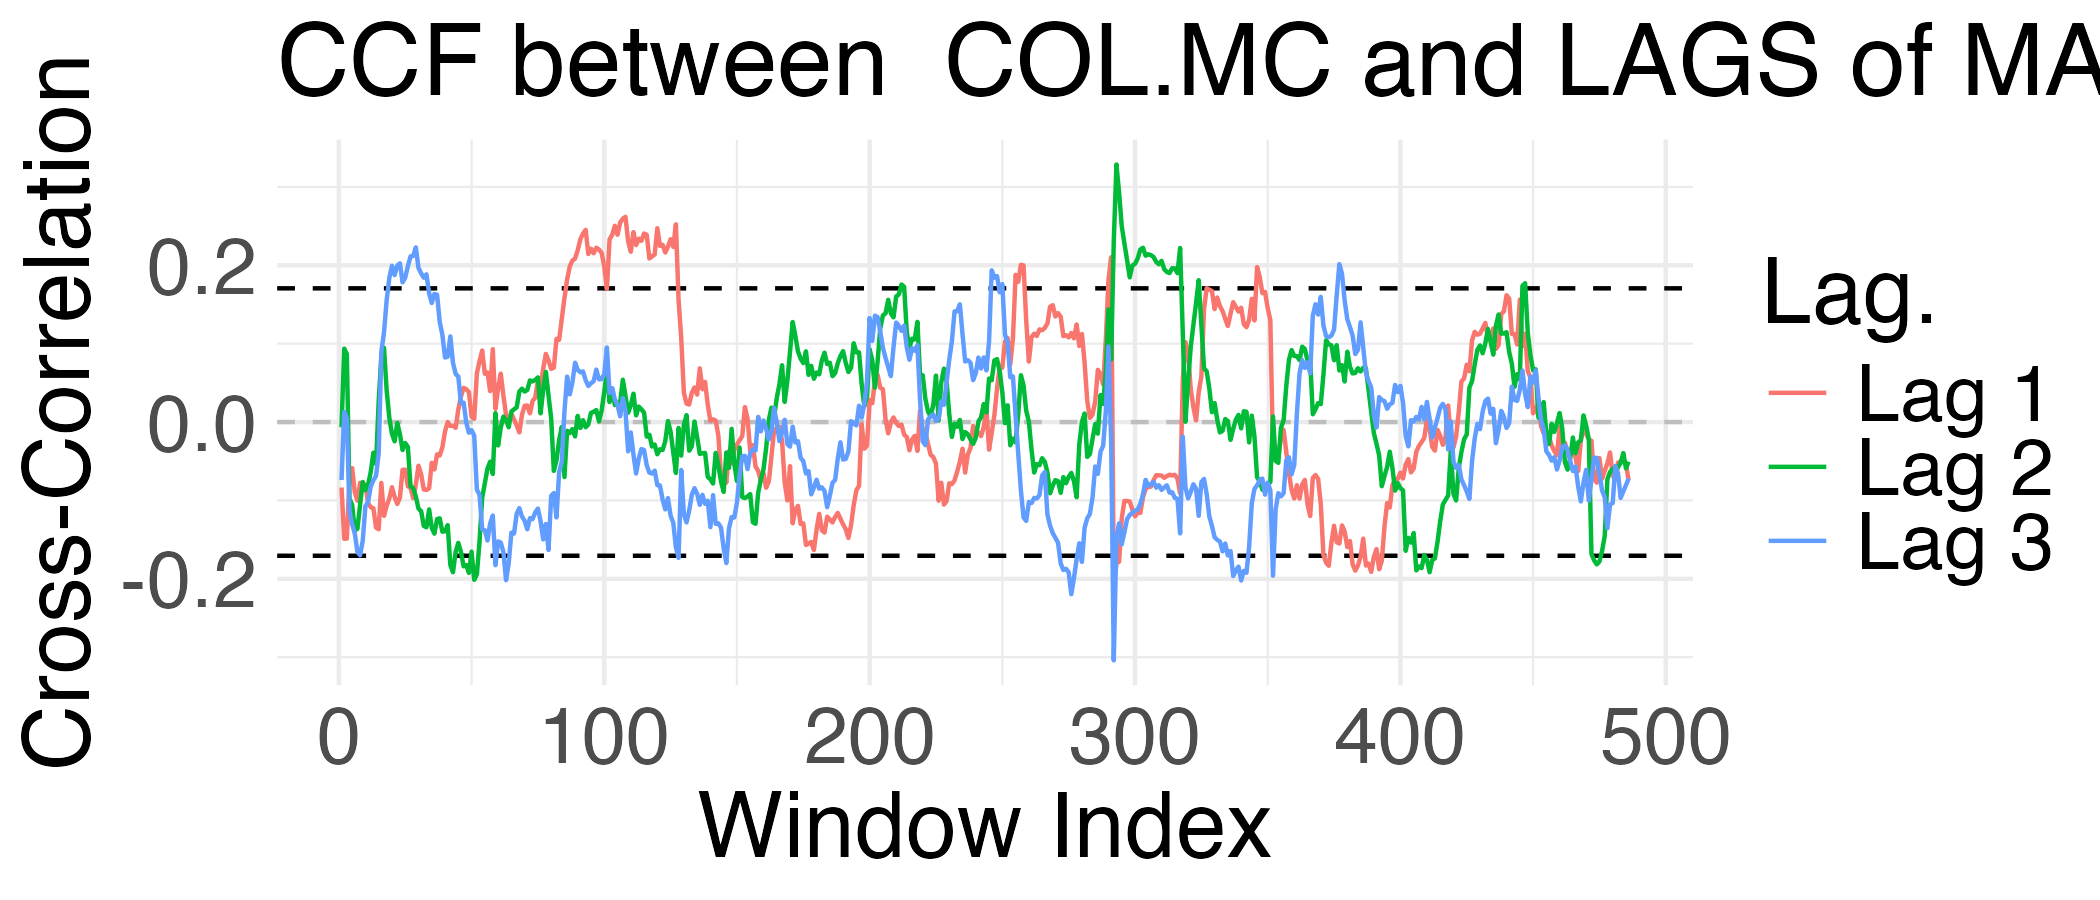 CCF between COL.MC and LAGS of MA
Cross-Correlation
0.2
0.0
-0.2
0 100 200 300 400 500
Window Index
Lag.
Lag 1
Lag 2
Lag 3